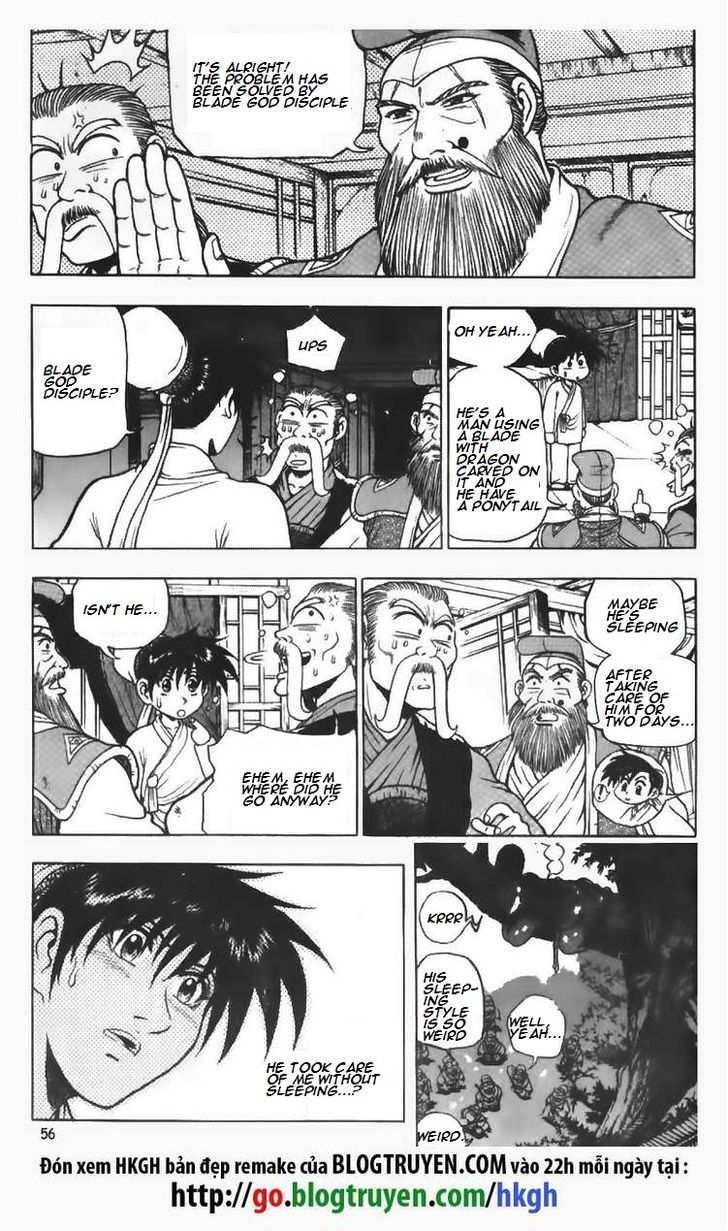 IT'S ALRIGHT!
THE PROBLEM HAS
BEEN SOLVED BY
BLADE GOD DISCIPLE
BLADE
GOD
DISCIPLE?
UPS
OH YEAH...
HE'S A
MAN USING
A BLADE
WITH
DRAGON
CARVED ON
IT AND
HE HAVE
A PONYTAIL
ISN'T HE...
EHEM, EHEM
WHERE DID HE
GO ANYWAY?
MAYBE
HE'S
SLEEPING
AFTER
TAKING
CARE OF
HIM FOR
TWO DAYS...
HE TOOK CARE
OF ME WITHOUT
SLEEPING...?
KRRR
HIS
SLEEP-
ING
STYLE
IS SO
WEIRD
WELL,
YEAH...
WEIRD..
56
Đón xem HKGH bản đẹp remake của BLOGTRUYEN.COM vào 22h mỗi ngày tại :
http://go.blogtruyen.com/hkgh